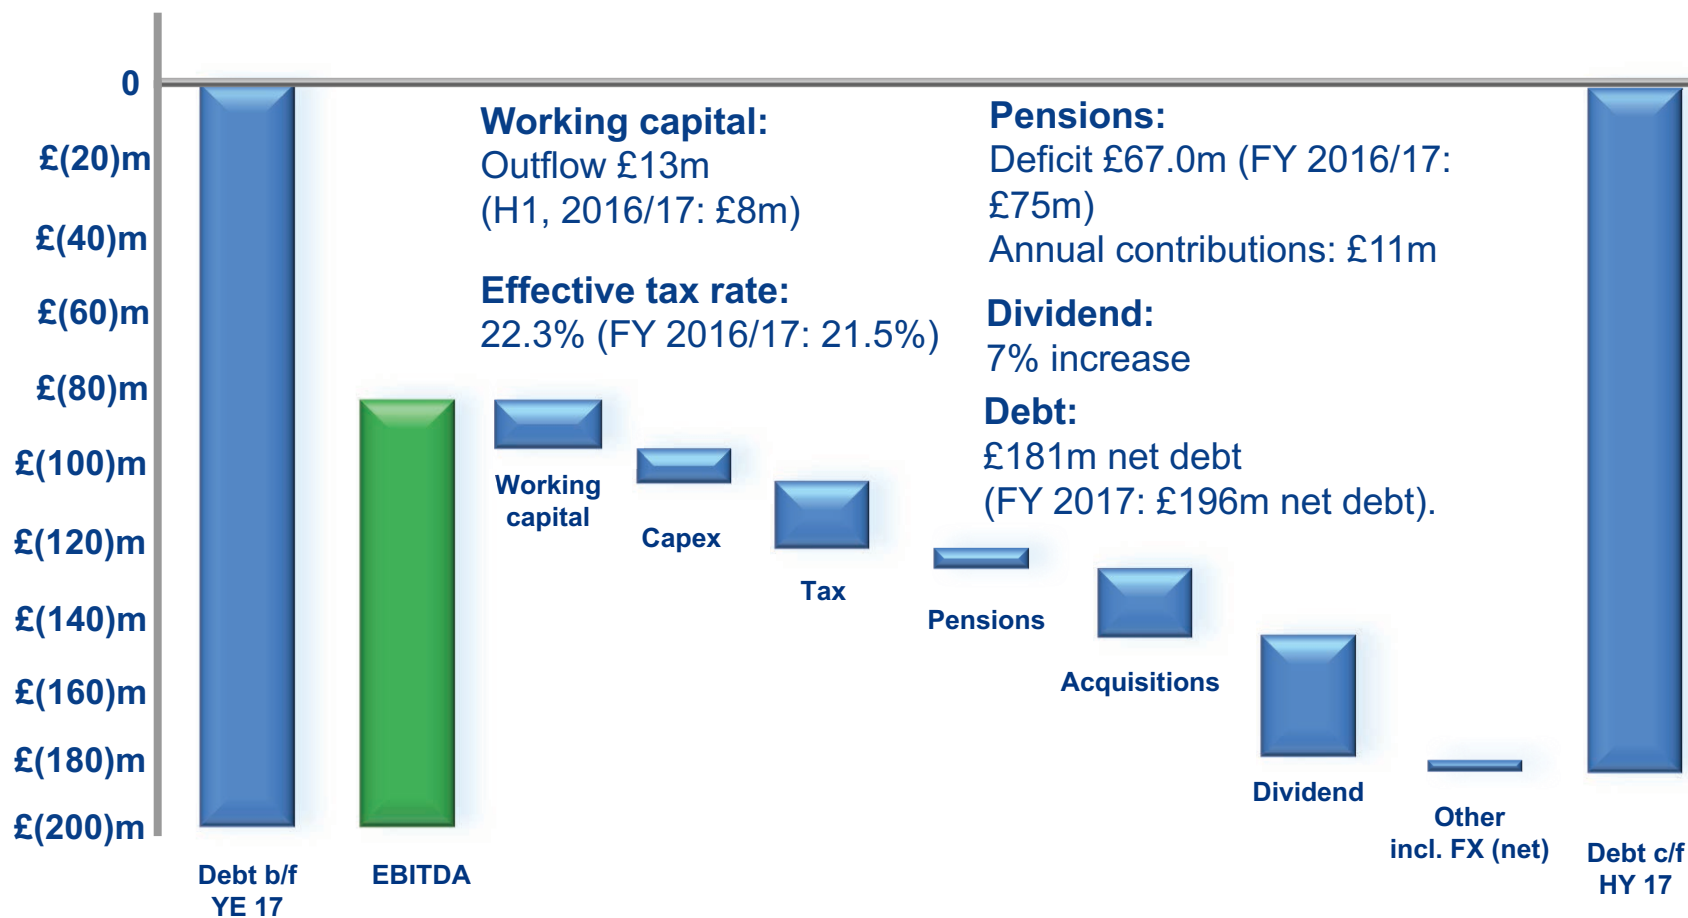 0
£(20)m
£(40)m
£(60)m
£(80)m
£(100)m
£(120)m
£(140)m
£(160)m
£(180)m
£(200)m
Working capital:
Outflow £13m
(H1, 2016/17: £8m)
Effective tax rate:
22.3% (FY 2016/17: 21.5%)
Pensions:
Deficit £67.0m (FY 2016/17:
£75m)
Annual contributions: £11m
Dividend:
7% increase
Debt:
£181m net debt
(FY 2017: £196m net debt).
Debt b/f
YE 17
EBITDA
Working
capital
Capex
Tax
Pensions
Acquisitions
Dividend
Other
incl. FX (net)
Debt c/f
HY 17